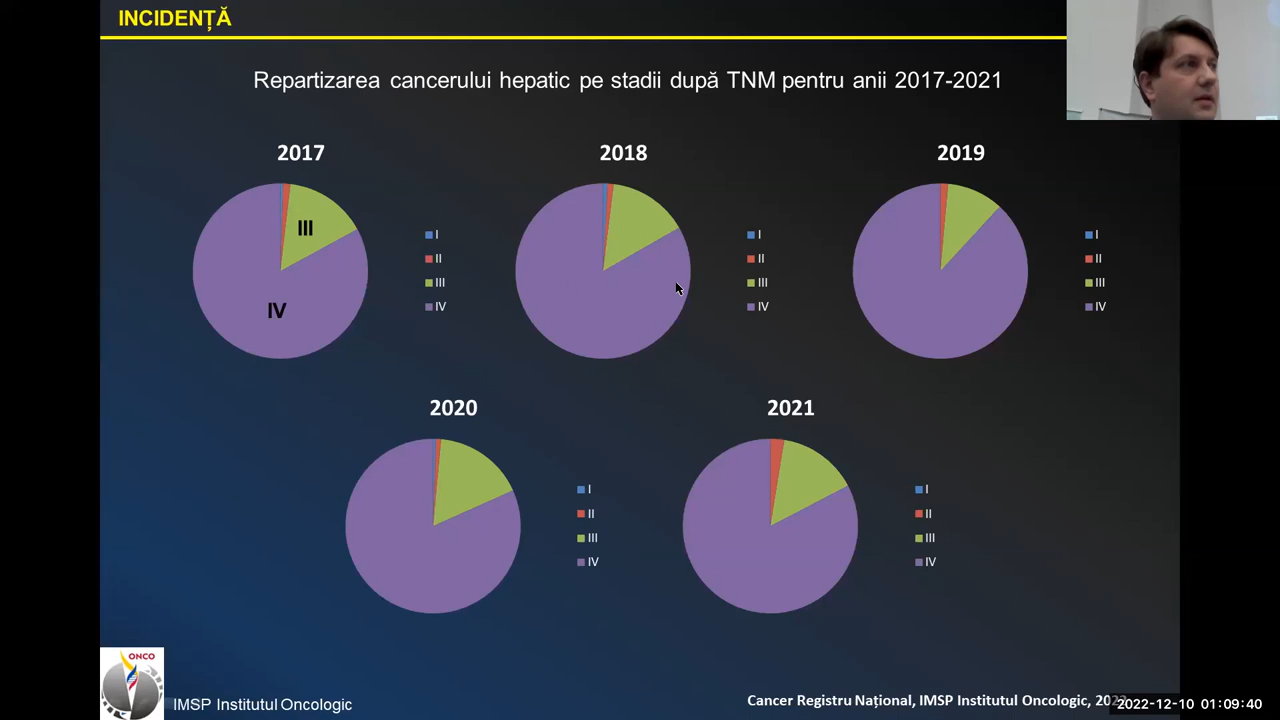 INCIDENȚĂ
Repartizarea cancerului hepatic pe stadii după TNM pentru anii 2017-2021
2017
2018
2019
III
IV
I
II
III
IV
I
II
III
IV
I
II
III
IV
2020
2021
I
II
III
IV
I
II
III
IV
ONCO
IMSP Institutul Oncologic
Cancer Registru Național, IMSP Institutul Oncologic,
2022-12-10 01:09:40